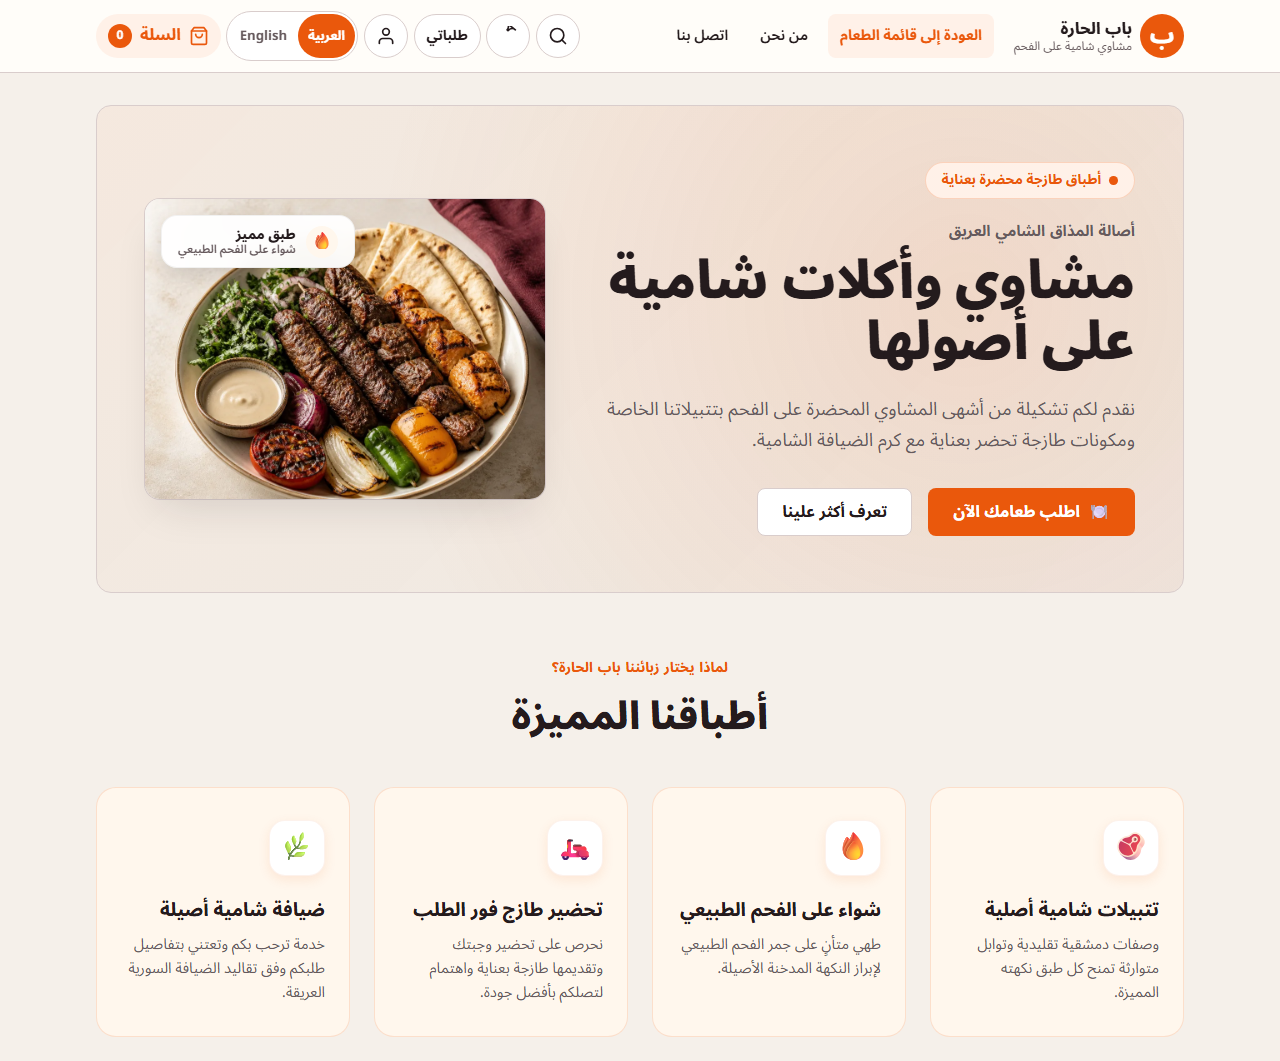 باب الحارة
مشاوي شامية على الفحم
العودة إلى قائمة الطعام
من نحن
اتصل بنا
طلباتي
العربية
English
السلة
0
أطباق طازجة محضرة بعناية
أصالة المذاق الشامي العريق
مشاوي وأكلات شامية
على أصولها
نقدم لكم تشكيلة من أشهى المشاوي المحضرة على الفحم بتتبيلاتنا الخاصة
ومكونات طازجة تحضر بعناية مع كرم الضيافة الشامية.
اطلب طعامك الآن
تعرف أكثر علينا
طبق مميز
شواء على الفحم الطبيعي
لماذا يختار زبائننا باب الحارة؟
أطباقنا المميزة
تتبيلات شامية أصلية
وصفات دمشقية تقليدية وتوابل
متوارثة تمنح كل طبق نكهته
المميزة.
شواء على الفحم الطبيعي
طهي متأنٍ على جمر الفحم الطبيعي
لإبراز النكهة المدخنة الأصيلة.
تحضير طازج فور الطلب
نحرص على تحضير وجبتك
وتقديمها طازجة بعناية واهتمام
لتصلكم بأفضل جودة.
ضيافة شامية أصيلة
خدمة ترحب بكم وتعتني بتفاصيل
طلبكم وفق تقاليد الضيافة السورية
العريقة.